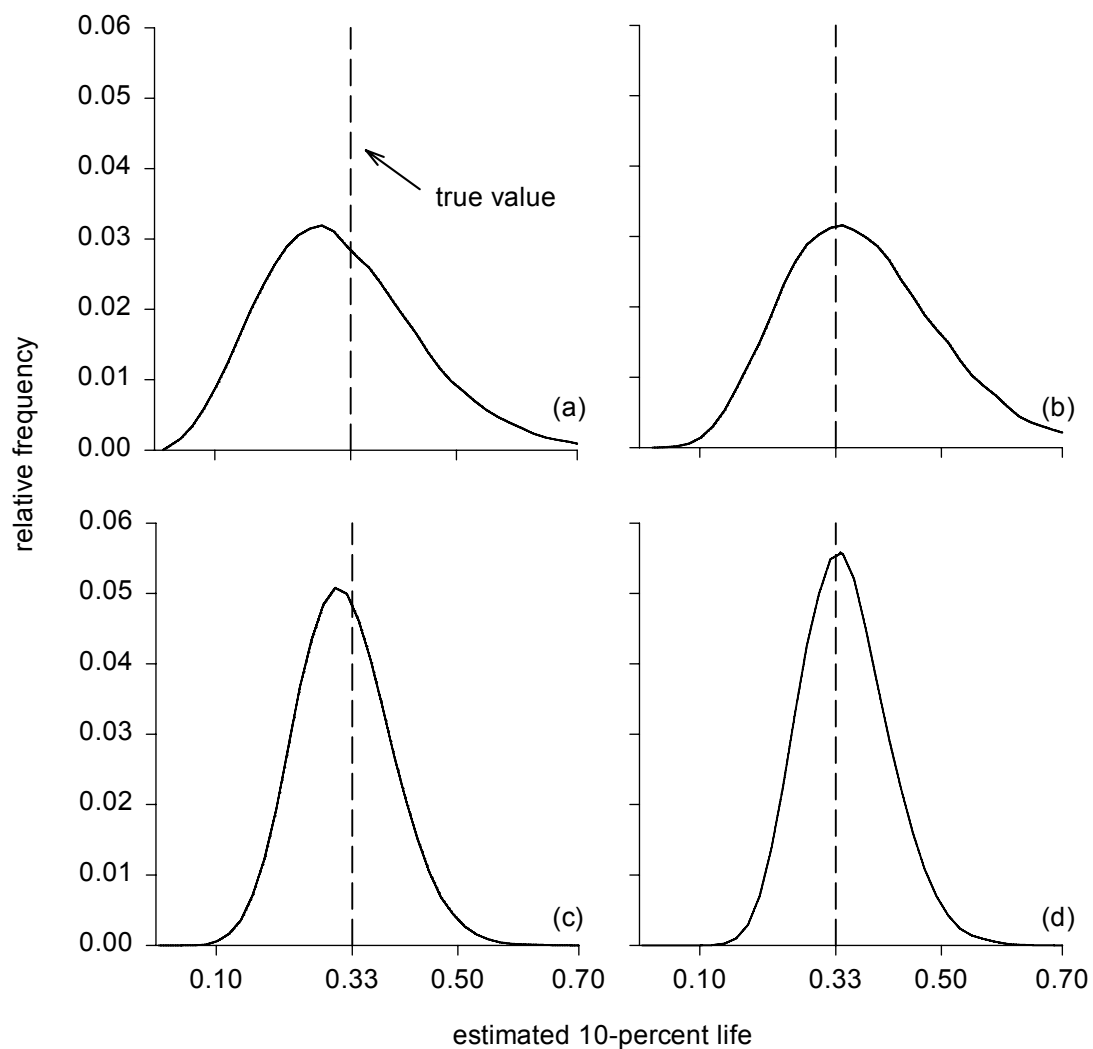 0.06
0.05
0.04
0.03
0.02
0.01
0.00
true value
(a)
(b)
relative frequency
0.06
0.05
0.04
0.03
0.02
0.01
0.00
(c)
(d)
0.10 0.33 0.50 0.70
0.10 0.33 0.50 0.70
estimated 10-percent life